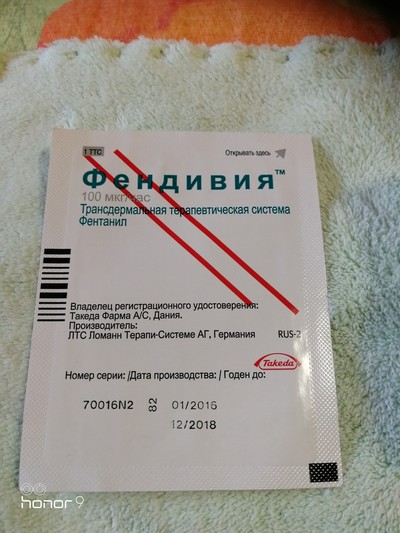 1 ТТС
Открывать здесь
Фендивия™
100 мкг/час
Трансдермальная терапевтическая система
Фентанил
Владелец регистрационного удостоверения:
Такеда Фарма А/С, Дания.
Производитель:
ЛТС Ломанн Терапи-Системе АГ, Германия
RUS-2
Takeda
Номер серии: /Дата производства: / Годен до:
70016N2 82 01/2016
12/2018
honor 9